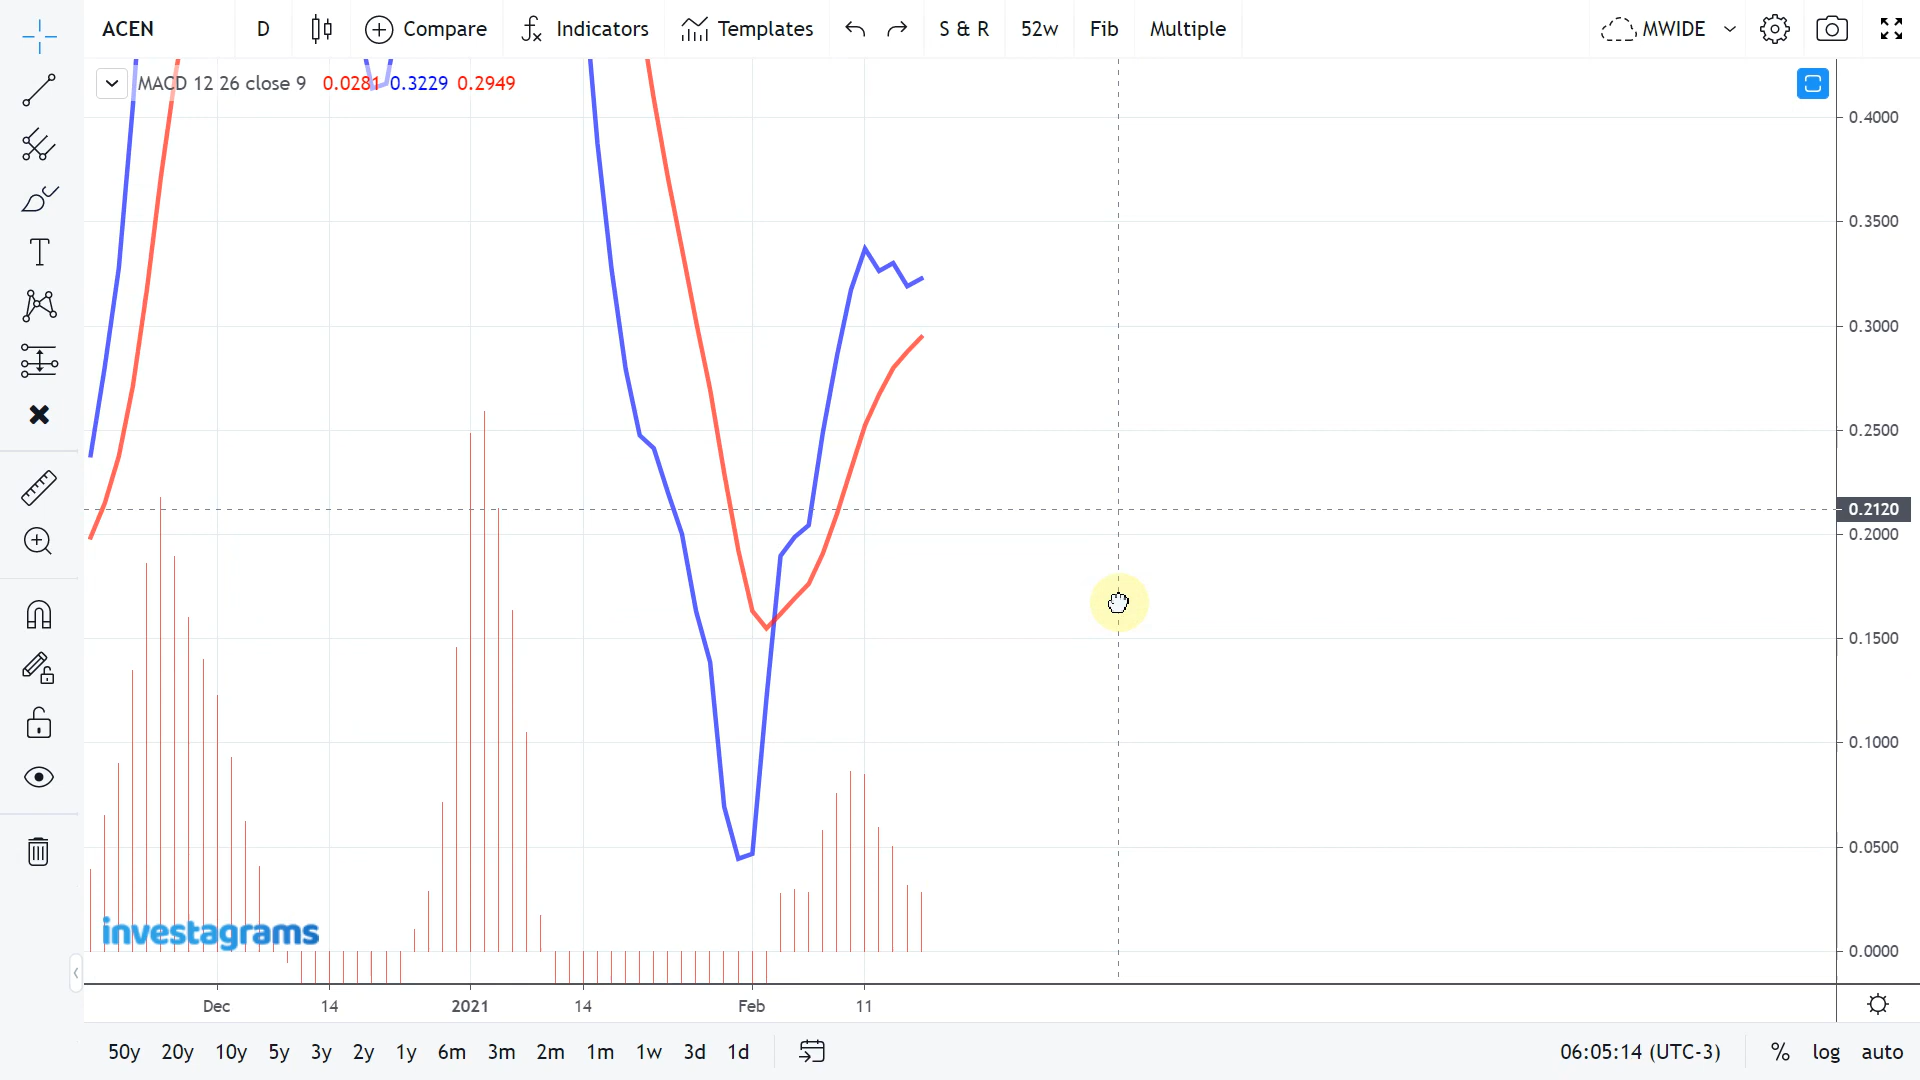 ACEN D Compare Indicators Templates S & R 52w Fib Multiple MWIDE
MACD 12 26 close 9 0.0281 0.3229 0.2949
0.4000
0.3500
0.3000
0.2500
0.2120
0.2000
0.1500
0.1000
0.0500
investagrams
0.0000
Dec 14 2021 14 Feb 11
50y 20y 10y 5y 3y 2y 1y 6m 3m 2m 1m 1w 3d 1d 06:05:14 (UTC-3) % log auto